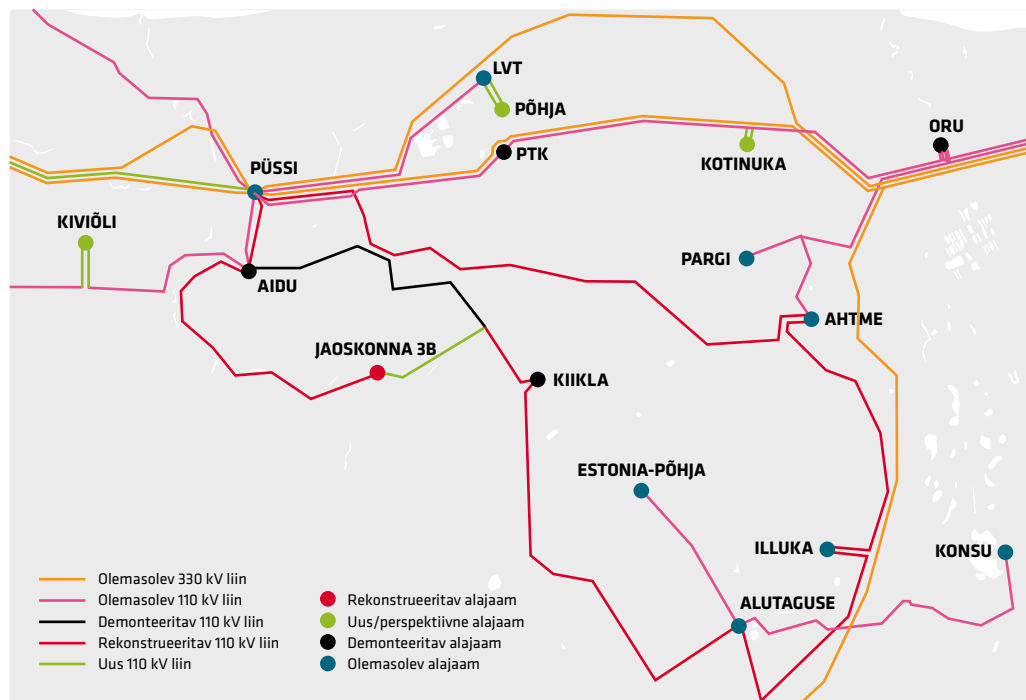 LVT
PÕHJA
ORU
PTK
KOTINUKA
PÜSSI
KIVIÕLI
PARGI
AIDU
AHTME
JAOSKONNA 3B
KIIKLA
ESTONIA-PÕHJA
ILLUKA
KONSU
ALUTAGUSE
Olemasolev 330 kV liin
Olemasolev 110 kV liin
Demonteeritav 110 kV liin
Rekonstrueeritav 110 kV liin
Uus 110 kV liin
Rekonstrueeritav alajaam
Uus/perspektiivne alajaam
Demonteeritav alajaam
Olemasolev alajaam